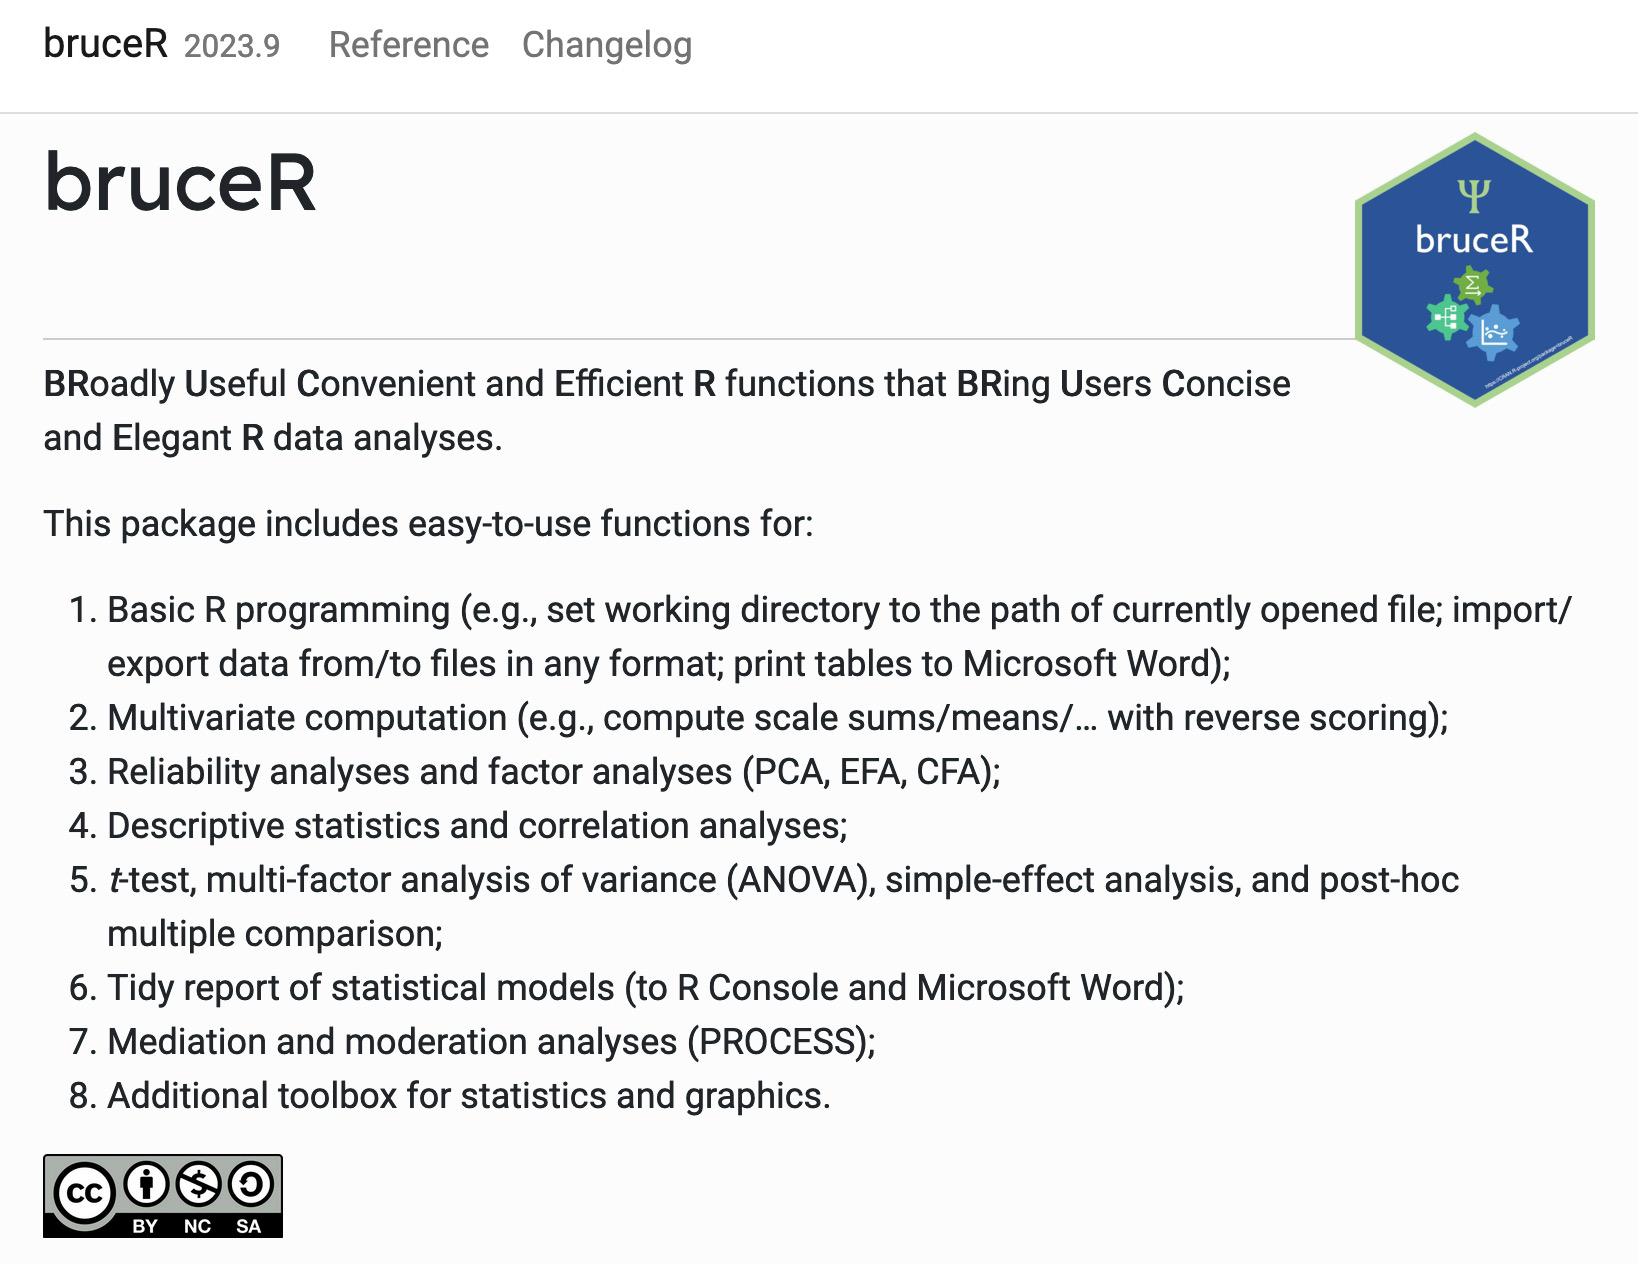 bruceR 2023.9 Reference Changelog
bruceR
Ψ
bruceR
Σ
https://CRAN.R-project.org/package=bruceR
BRoadly Useful Convenient and Efficient R functions that BRing Users Concise
and Elegant R data analyses.
This package includes easy-to-use functions for:
1. Basic R programming (e.g., set working directory to the path of currently opened file; import/
export data from/to files in any format; print tables to Microsoft Word);
2. Multivariate computation (e.g., compute scale sums/means/… with reverse scoring);
3. Reliability analyses and factor analyses (PCA, EFA, CFA);
4. Descriptive statistics and correlation analyses;
5. t-test, multi-factor analysis of variance (ANOVA), simple-effect analysis, and post-hoc
multiple comparison;
6. Tidy report of statistical models (to R Console and Microsoft Word);
7. Mediation and moderation analyses (PROCESS);
8. Additional toolbox for statistics and graphics.
cc
BY NC SA